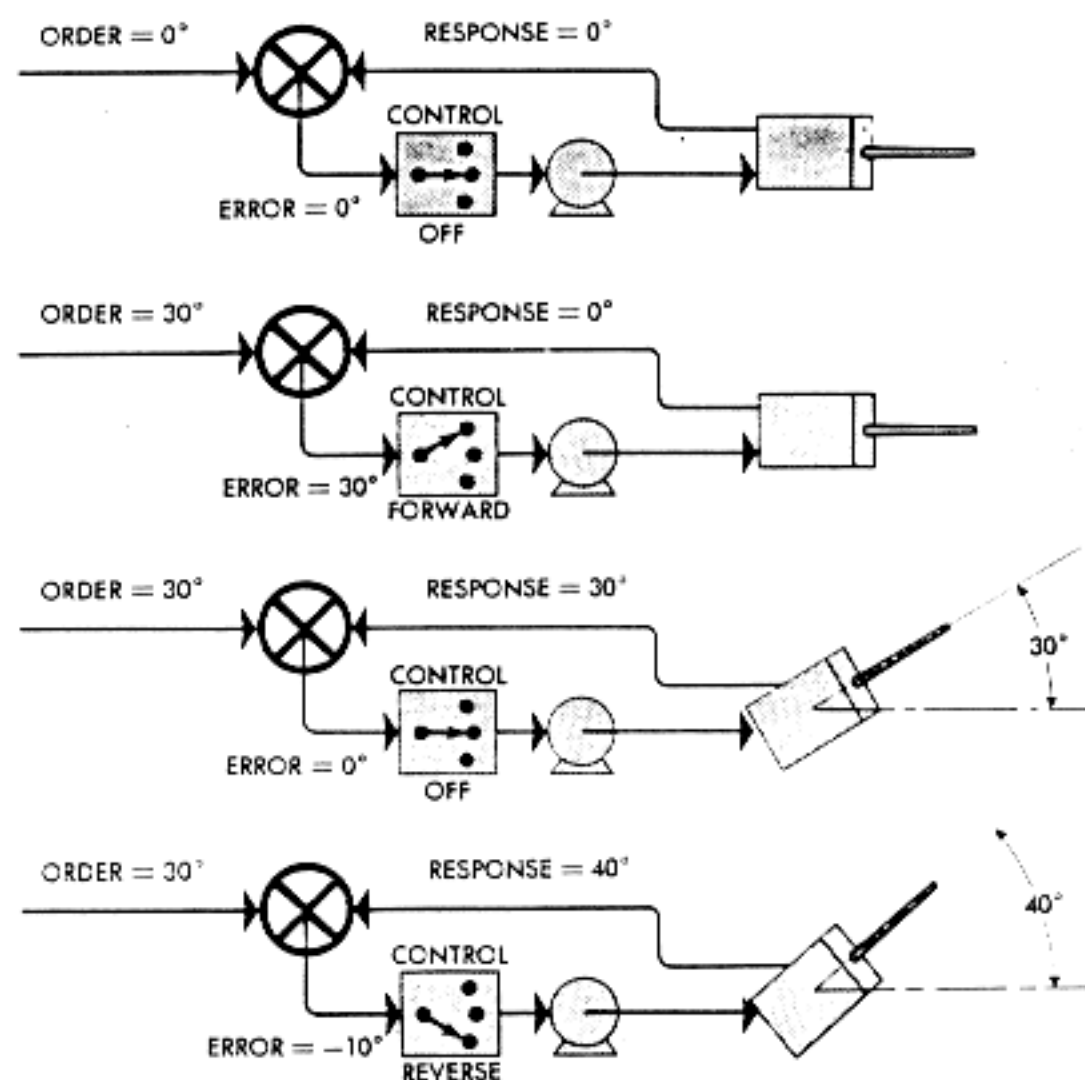 ORDER = 0°
RESPONSE = 0°
CONTROL
ERROR = 0°
OFF
ORDER = 30°
RESPONSE = 0°
CONTROL
ERROR = 30°
FORWARD
ORDER = 30°
RESPONSE = 30°
30°
CONTROL
ERROR = 0°
OFF
ORDER = 30°
RESPONSE = 40°
40°
CONTROL
ERROR = −10°
REVERSE